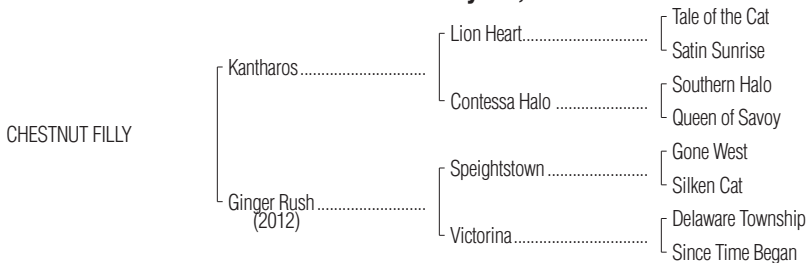 Tale of the Cat
Lion Heart
Satin Sunrise
Kantharos
Southern Halo
Contessa Halo
Queen of Savoy
CHESTNUT FILLY
Gone West
Speightstown
Silken Cat
Ginger Rush
(2012)
Delaware Township
Victorina
Since Time Began